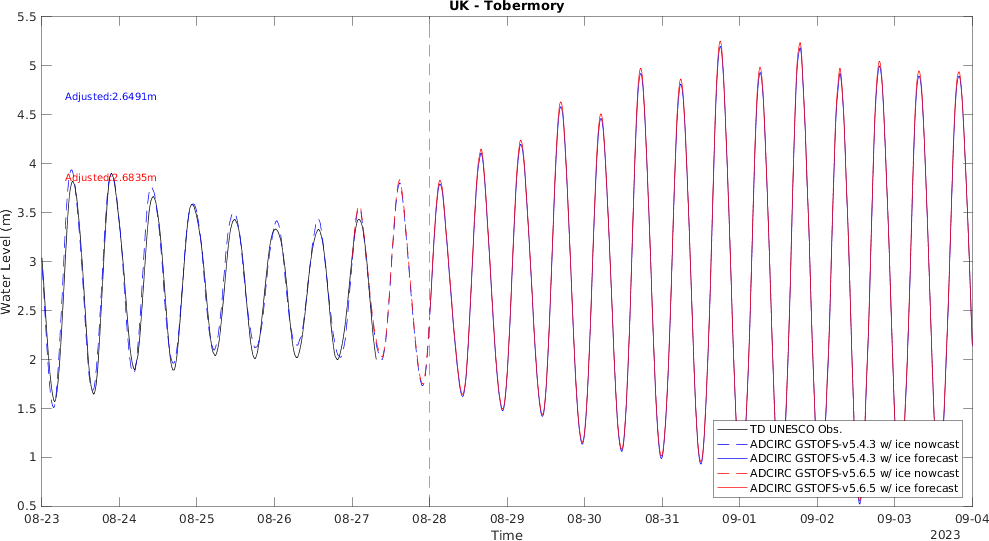 UK - Tobermory
5.5
5
4.5
4
3.5
3
2.5
2
1.5
1
0.5
Water Level (m)
Adjusted:2.6491m
Adjusted:2.6835m
TD UNESCO Obs.
ADCIRC GSTOFS-v5.4.3 w/ ice nowcast
ADCIRC GSTOFS-v5.4.3 w/ ice forecast
ADCIRC GSTOFS-v5.6.5 w/ ice nowcast
ADCIRC GSTOFS-v5.6.5 w/ ice forecast
08-23 08-24 08-25 08-26 08-27 08-28 08-29 08-30 08-31 09-01 09-02 09-03 09-04
Time
2023